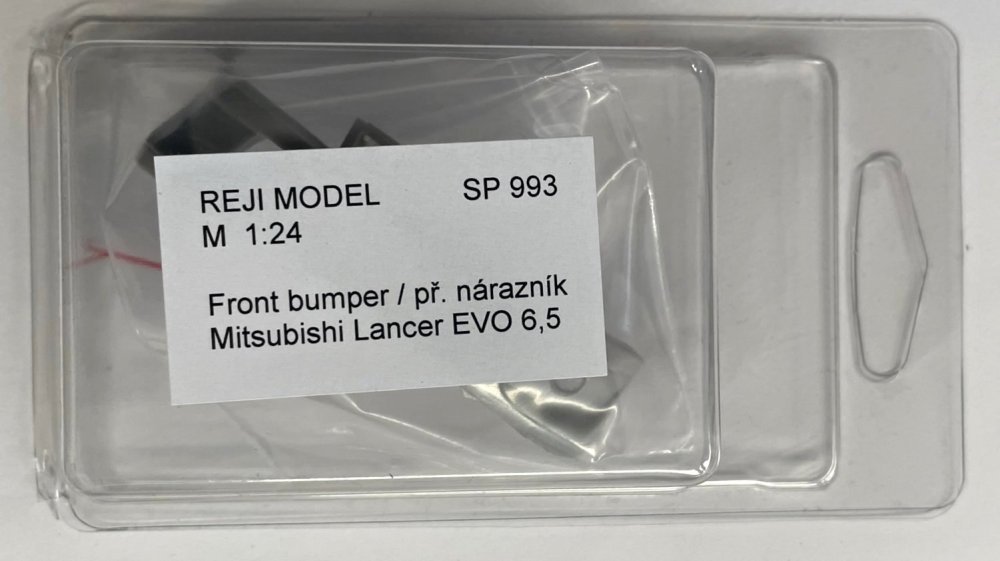 REJI MODEL SP 993
M 1:24
Front bumper / př. nárazník
Mitsubishi Lancer EVO 6,5